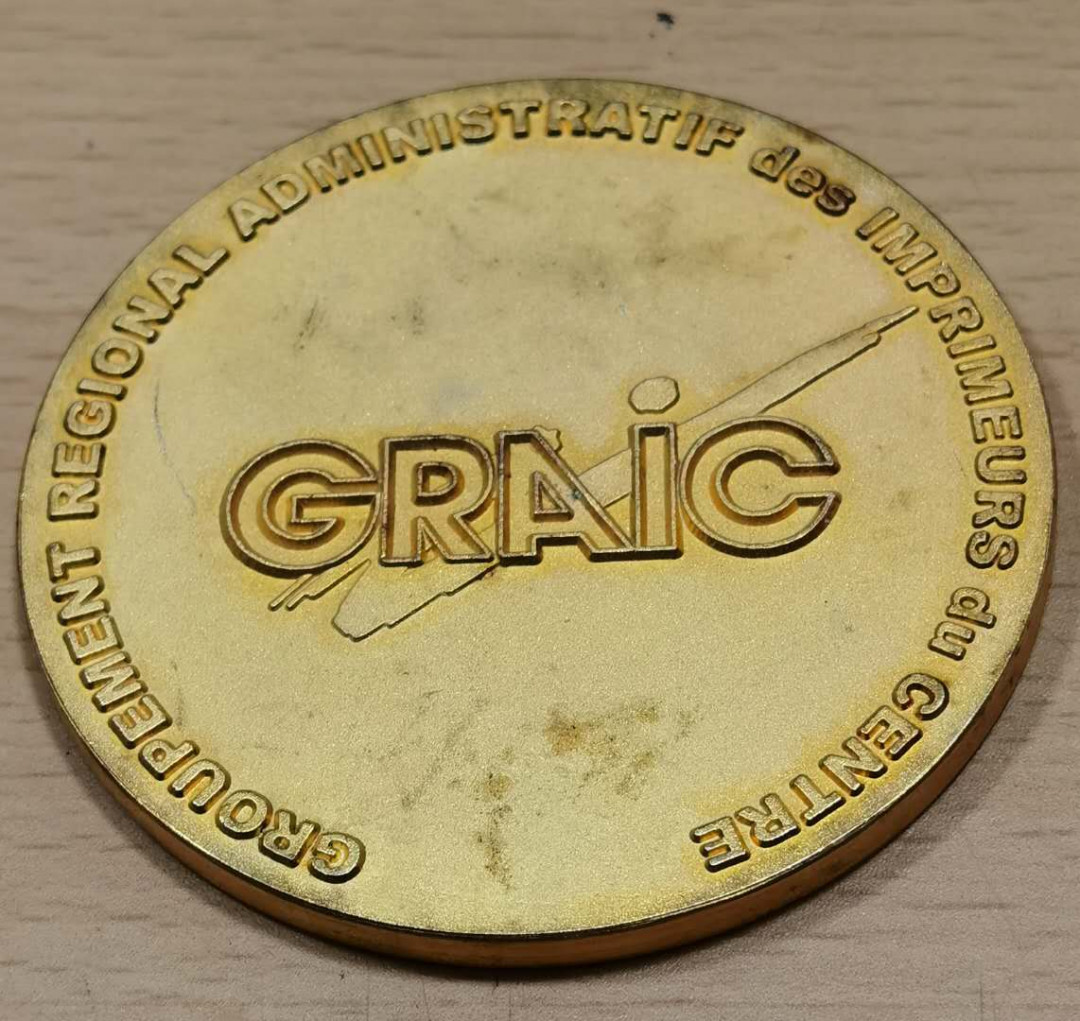 GROUPEMENT REGIONAL ADMINISTRATIF des IMPRIMEURS du CENTRE
GRAiC